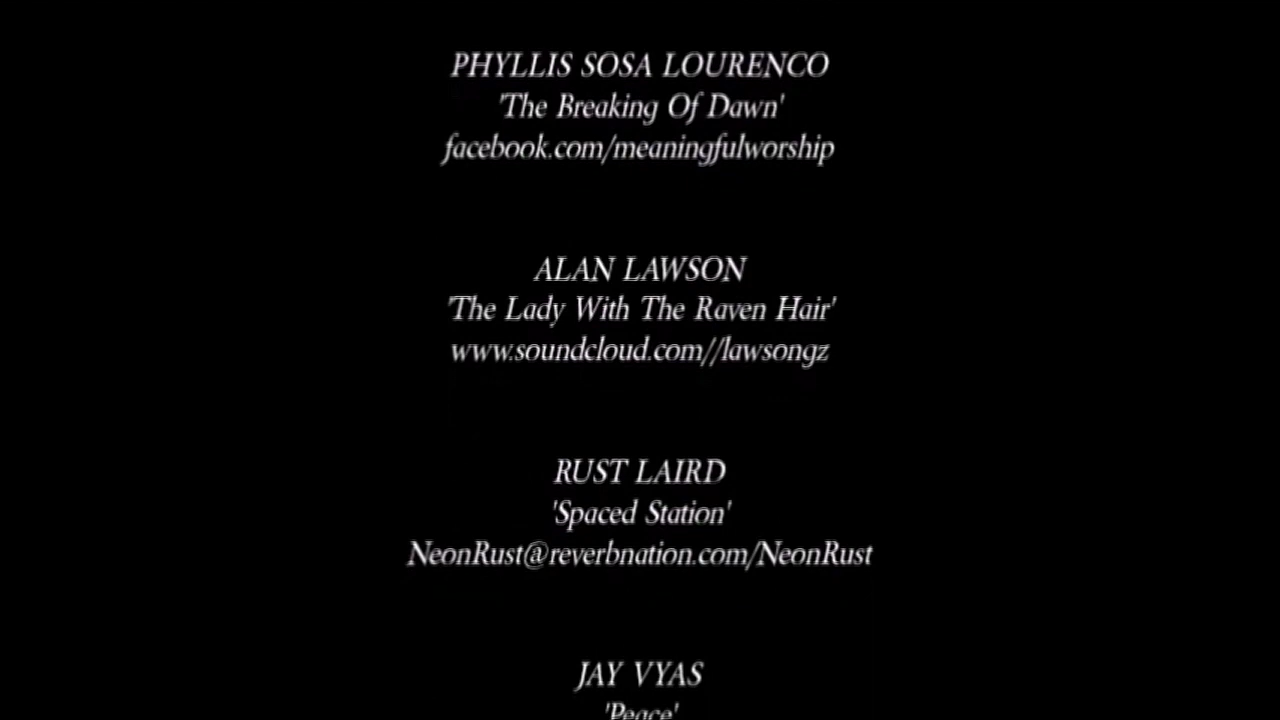 PHYLLIS SOSA LOURENCO
'The Breaking Of Dawn'
facebook.com/meaningfulworship
ALAN LAWSON
'The Lady With The Raven Hair'
www.soundcloud.com//lawsongz
RUST LAIRD
'Spaced Station'
NeonRust@reverbnation.com/NeonRust
JAY VYAS
'Peace'